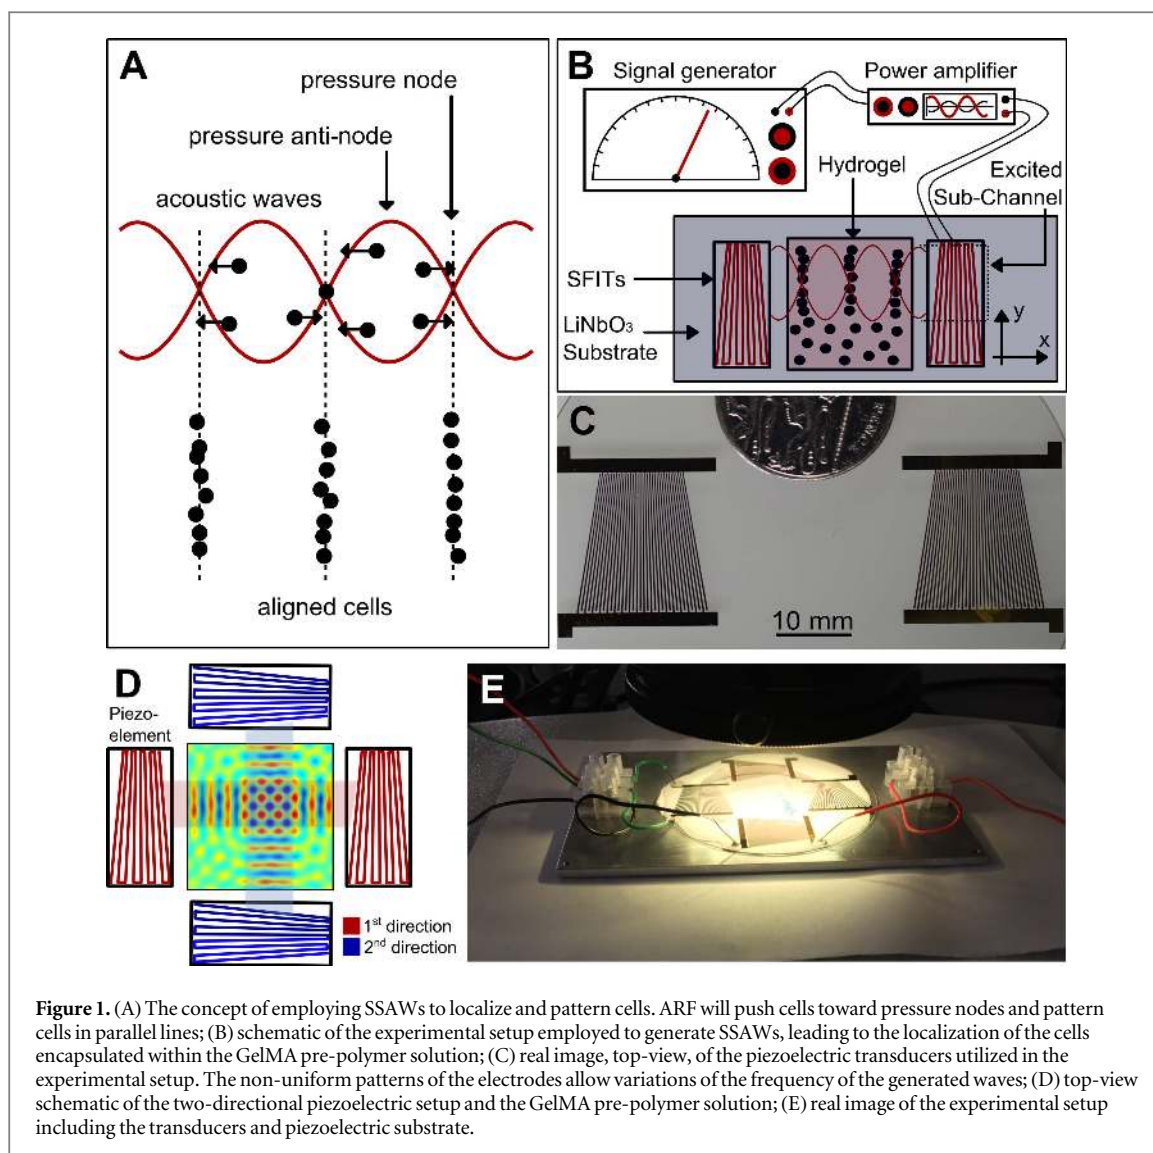 A
pressure node
pressure anti-node
acoustic waves
aligned cells
B
Signal generator
Power amplifier
Hydrogel
Excited
Sub-Channel
SFITs
LiNbO3
Substrate
y
x
C
10 mm
D
Piezo-
element
1st direction
2nd direction
E
Figure 1. (A) The concept of employing SSAWs to localize and pattern cells. ARF will push cells toward pressure nodes and pattern
cells in parallel lines; (B) schematic of the experimental setup employed to generate SSAWs, leading to the localization of the cells
encapsulated within the GelMA pre-polymer solution; (C) real image, top-view, of the piezoelectric transducers utilized in the
experimental setup. The non-uniform patterns of the electrodes allow variations of the frequency of the generated waves; (D) top-view
schematic of the two-directional piezoelectric setup and the GelMA pre-polymer solution; (E) real image of the experimental setup
including the transducers and piezoelectric substrate.